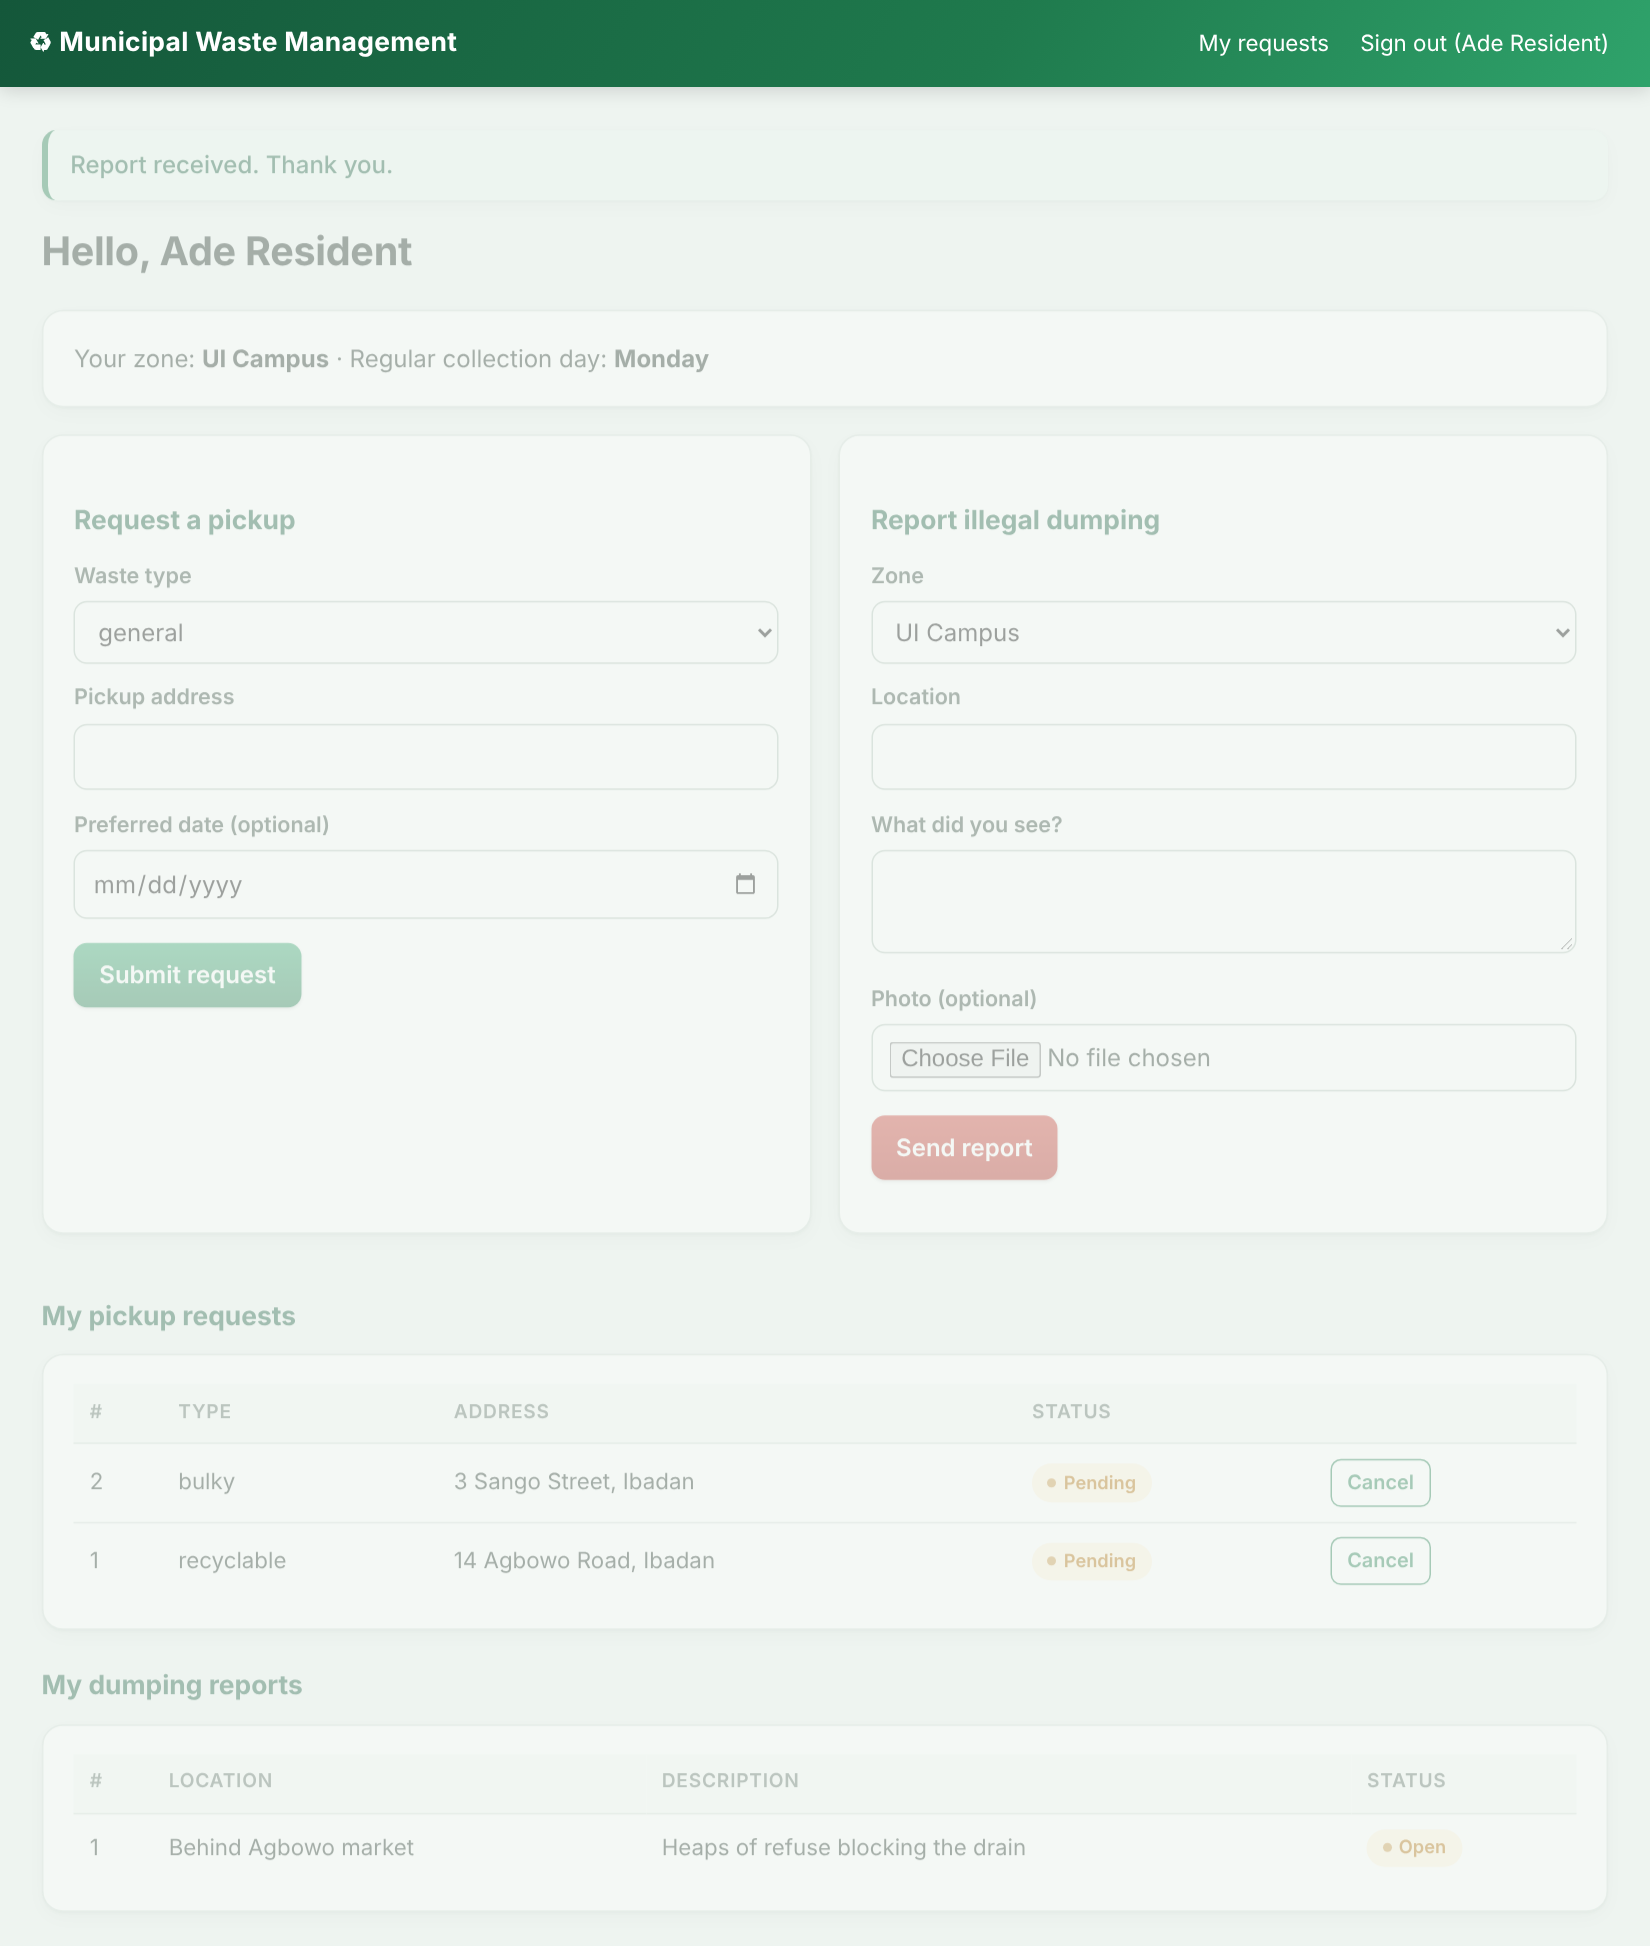 ♻ Municipal Waste Management
My requests Sign out (Ade Resident)
Report received. Thank you.
Hello, Ade Resident
Your zone: UI Campus · Regular collection day: Monday
Request a pickup
Waste type
general
Pickup address
Preferred date (optional)
mm/dd/yyyy
Submit request
Report illegal dumping
Zone
UI Campus
Location
What did you see?
Photo (optional)
Choose File No file chosen
Send report
My pickup requests
# TYPE ADDRESS STATUS
2 bulky 3 Sango Street, Ibadan Pending Cancel
1 recyclable 14 Agbowo Road, Ibadan Pending Cancel
My dumping reports
# LOCATION DESCRIPTION STATUS
1 Behind Agbowo market Heaps of refuse blocking the drain Open